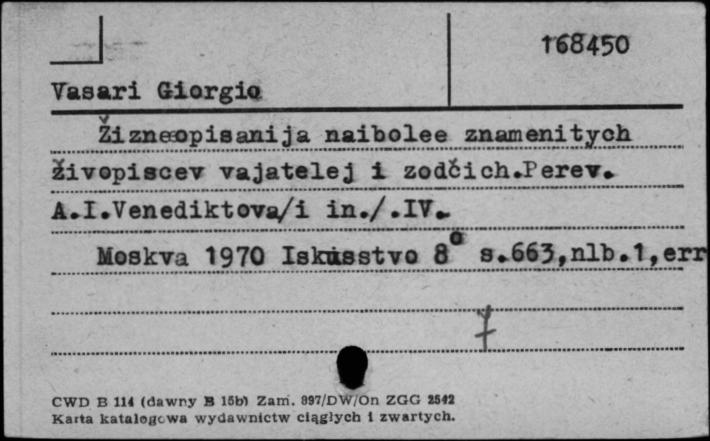 168450
Vasari Giorgio
Žizneopisanija naibolee znamenitych
živopiscev vajatelej i zodčich.Perev.
A.I.Venediktova/i in./.IV.
Moskva 1970 Iskusstvo 8° s.663,nlb.1,err
CWD B 114 (dawny B 15b) Zam. 897/DW/On ZGG 2542
Karta katalogowa wydawnictw ciągłych i zwartych.